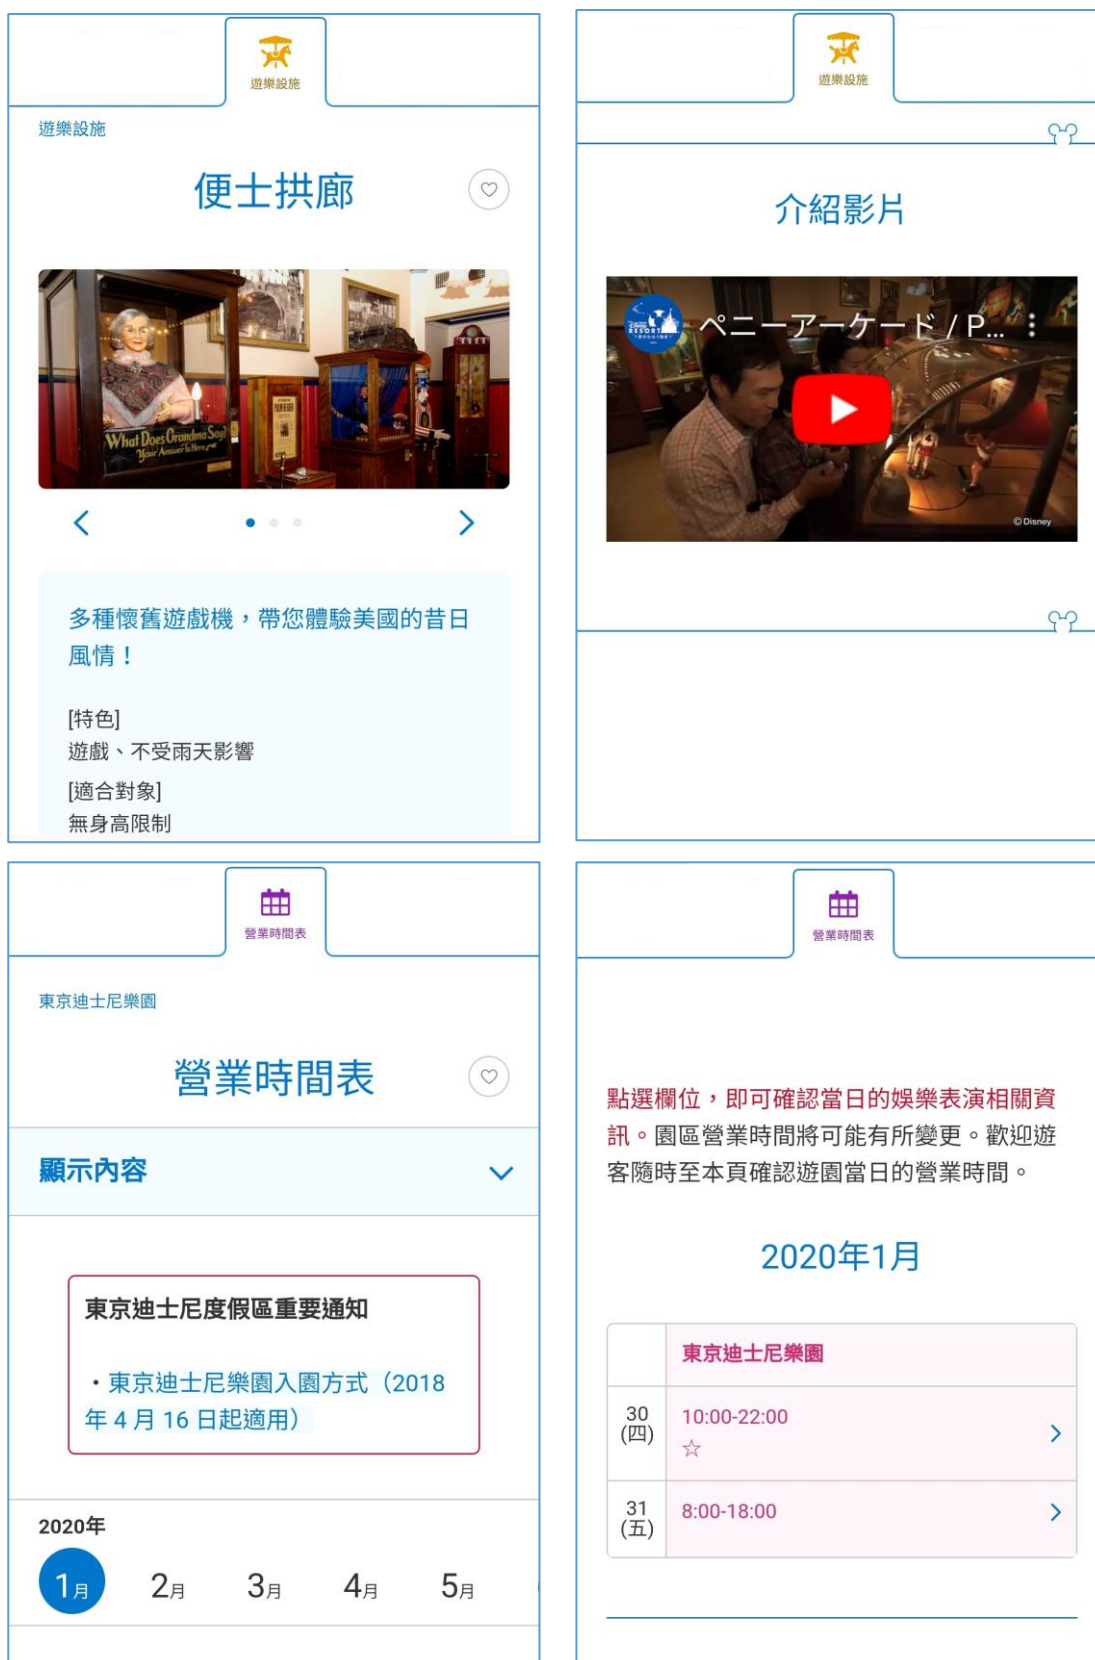 遊樂設施
遊樂設施
便士拱廊
What Does Grandma Say?
Your Answer Is Here
多種懷舊遊戲機，帶您體驗美國的昔日
風情！
[特色]
遊戲、不受雨天影響
[適合對象]
無身高限制
遊樂設施
介紹影片
Disney
RESORT
ペニーアーケード / P...
© Disney
營業時間表
東京迪士尼樂園
營業時間表
顯示內容
東京迪士尼度假區重要通知
・東京迪士尼樂園入園方式（2018
年 4 月 16 日起適用）
2020年
1月 2月 3月 4月 5月
營業時間表
點選欄位，即可確認當日的娛樂表演相關資
訊。園區營業時間將可能有所變更。歡迎遊
客隨時至本頁確認遊園當日的營業時間。
2020年1月
東京迪士尼樂園
30 10:00-22:00
(四) ☆
31 8:00-18:00
(五)